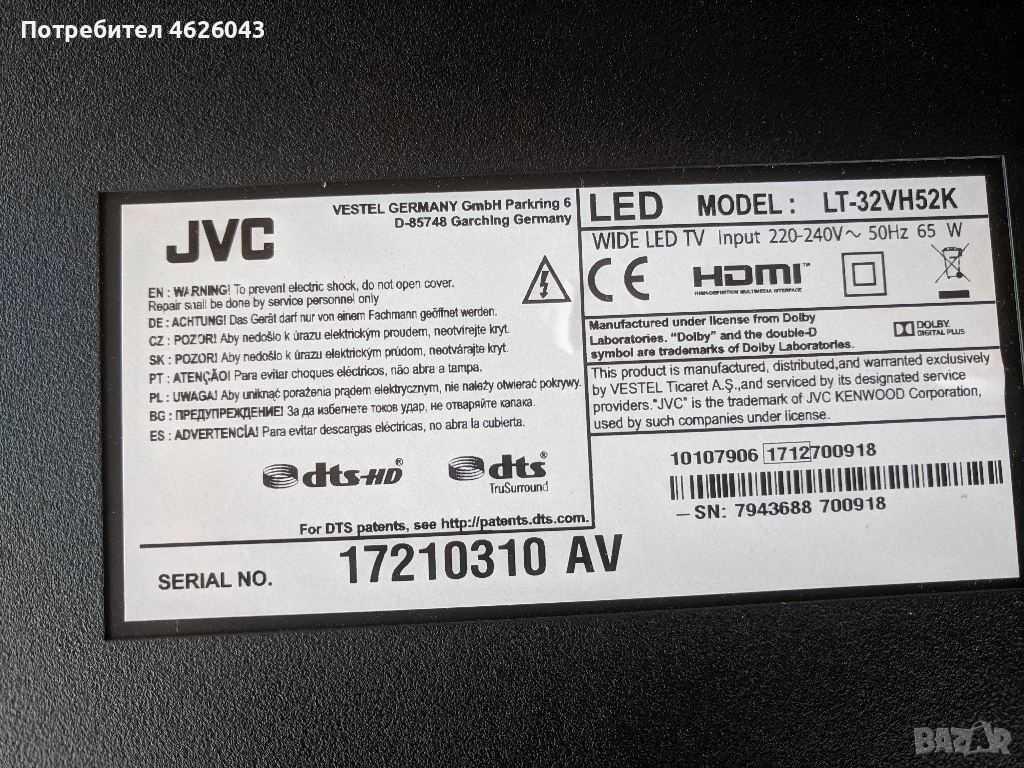 Потребител 4626043
JVC
VESTEL GERMANY GmbH Parkring 6
D-85748 Garching Germany
EN : WARNING! To prevent electric shock, do not open cover.
Repair shall be done by service personnel only
DE : ACHTUNG! Das Gerät darf nur von einem Fachmann geöffnet werden.
CZ : POZOR! Aby nedošlo k úrazu elektrickým proudem, neotvírejte kryt.
SK : POZOR! Aby nedošlo k úrazu elektrickým prúdom, neotvárajte kryt.
PT : ATENÇÃO! Para evitar choques eléctricos, não abra a tampa.
PL : UWAGA! Aby uniknąć porażenia prądem elektrycznym, nie należy otwierać pokrywy.
BG : ПРЕДУПРЕЖДЕНИЕ! За да избегнете токов удар, не отваряйте капака.
ES : ADVERTENCÍA! Para evitar descargas eléctricas, no abra la cubierta.
dts-HD®
dts®
TruSurround
For DTS patents, see http://patents.dts.com.
SERIAL NO. 17210310 AV
LED MODEL : LT-32VH52K
WIDE LED TV Input 220-240V~ 50Hz 65 W
CE HDMI™
HIGH-DEFINITION MULTIMEDIA INTERFACE
Manufactured under license from Dolby
Laboratories. “Dolby” and the double-D
symbol are trademarks of Dolby Laboratories.
DOLBY
DIGITAL PLUS
This product is manufactured, distributed,and warranted exclusively
by VESTEL Ticaret A.Ş.,and serviced by its designated service
providers."JVC" is the trademark of JVC KENWOOD Corporation,
used by such companies under license.
10107906 1712700918
– SN: 7943688 700918
BAZAR